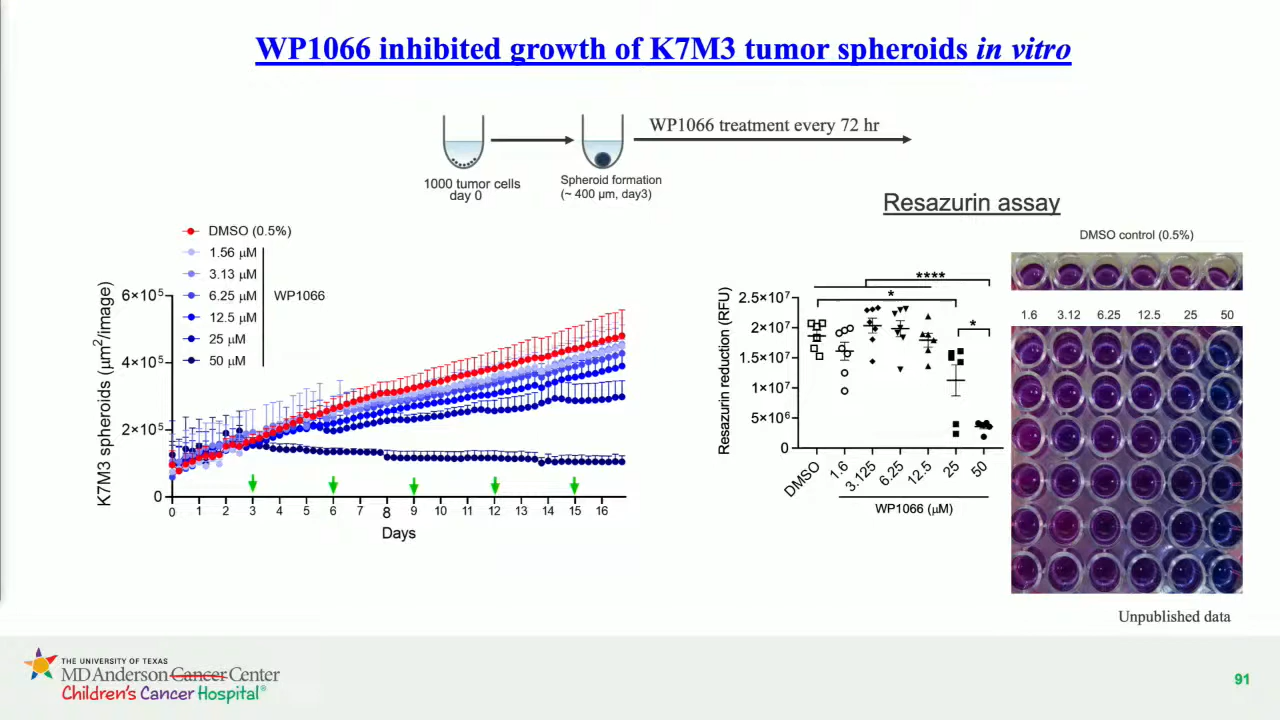 WP1066 inhibited growth of K7M3 tumor spheroids in vitro
WP1066 treatment every 72 hr
1000 tumor cells
day 0
Spheroid formation
(~ 400 µm, day3)
DMSO (0.5%)
1.56 µM
3.13 µM
6.25 µM
12.5 µM
25 µM
50 µM
WP1066
K7M3 spheroids (µm²/image)
6×10⁵
4×10⁵
2×10⁵
0
0 1 2 3 4 5 6 7 8 9 10 11 12 13 14 15 16
Days
Resazurin assay
Resazurin reduction (RFU)
2.5×10⁷
2×10⁷
1.5×10⁷
1×10⁷
5×10⁶
0
****
*
*
DMSO 1.6 3.125 6.25 12.5 25 50
WP1066 (µM)
DMSO control (0.5%)
1.6 3.12 6.25 12.5 25 50
Unpublished data
THE UNIVERSITY OF TEXAS
MD Anderson Cancer Center
Children's Cancer Hospital®
91